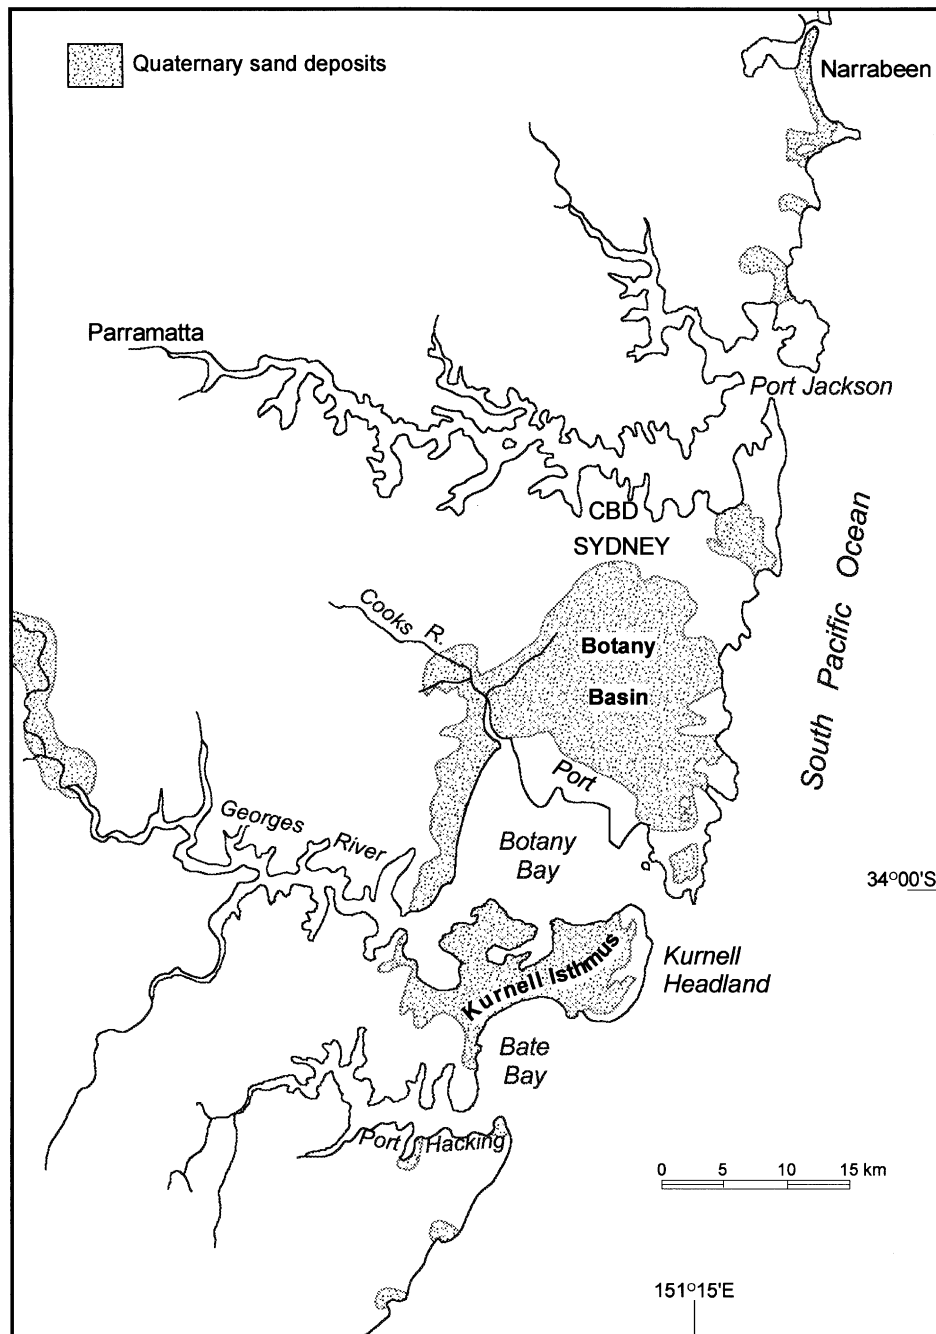 Quaternary sand deposits
Narrabeen
Parramatta
Port Jackson
CBD
SYDNEY
South Pacific Ocean
Cooks R.
Botany
Basin
Port
Georges River
Botany
Bay
34°00'S
Kurnell Isthmus
Kurnell
Headland
Bate
Bay
Port Hacking
0 5 10 15 km
151°15'E